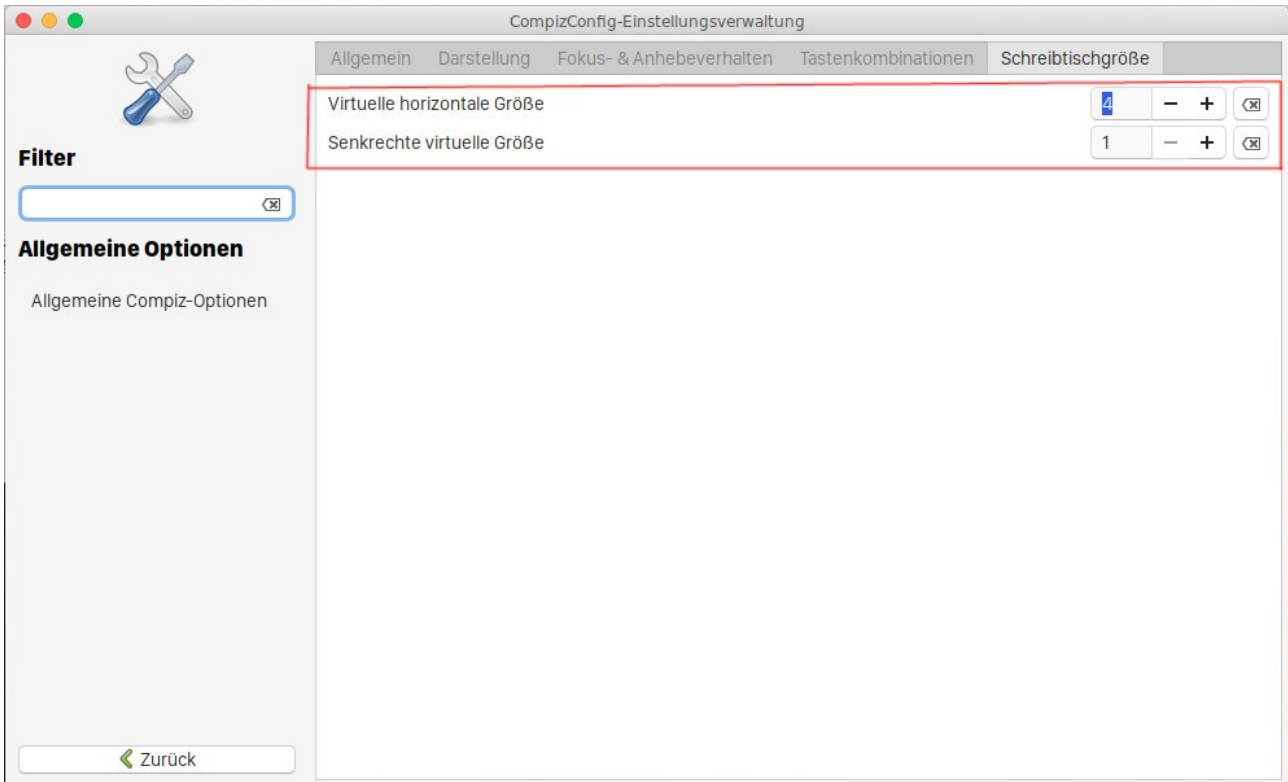 CompizConfig-Einstellungsverwaltung
Allgemein Darstellung Fokus- & Anhebeverhalten Tastenkombinationen Schreibtischgröße
Virtuelle horizontale Größe 4 − +
Senkrechte virtuelle Größe 1 − +
Filter
Allgemeine Optionen
Allgemeine Compiz-Optionen
Zurück